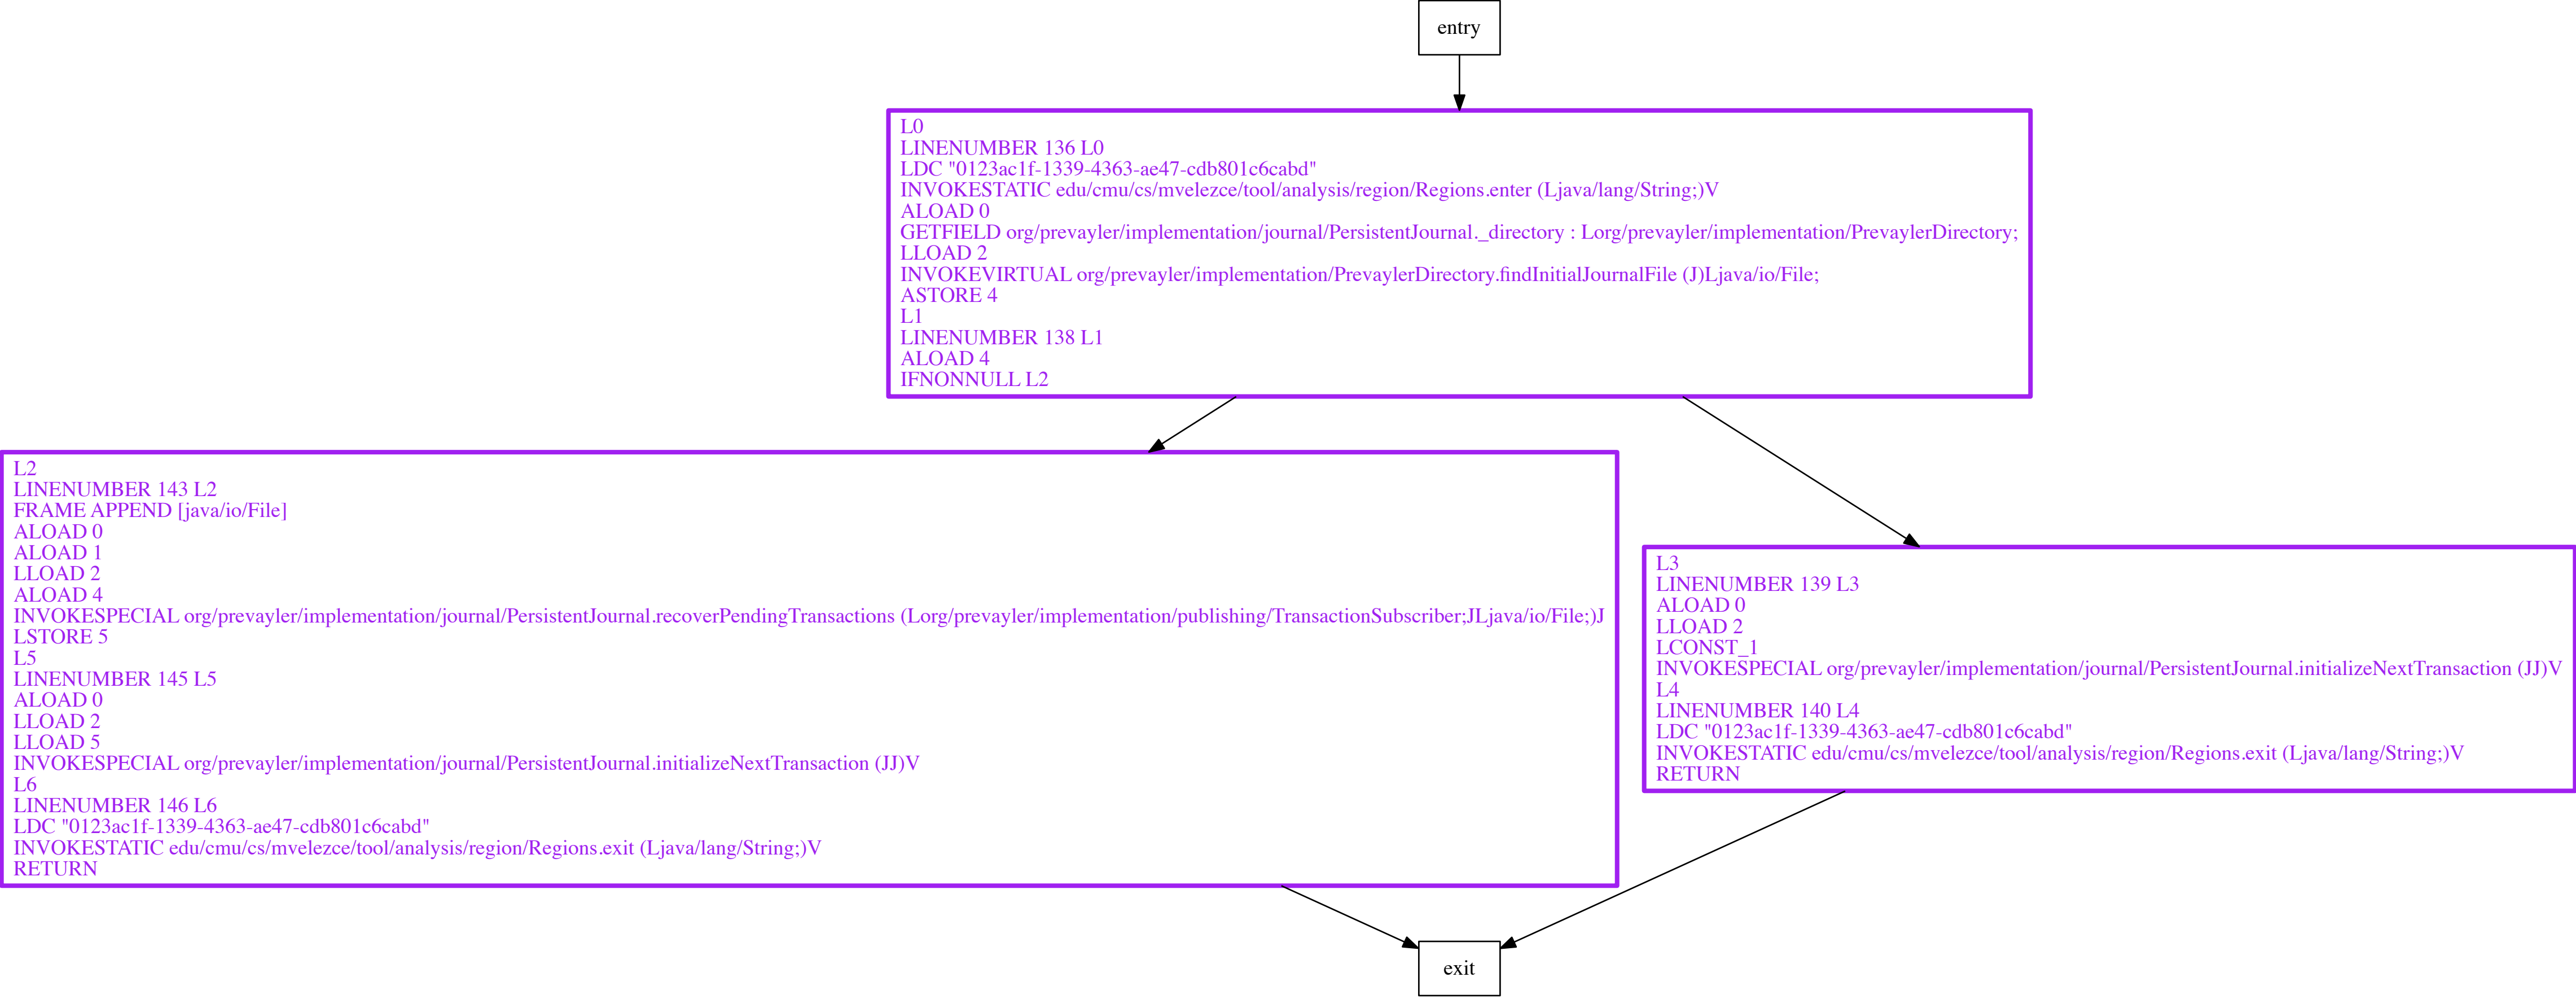 entry
L0
LINENUMBER 136 L0
LDC "0123ac1f-1339-4363-ae47-cdb801c6cabd"
INVOKESTATIC edu/cmu/cs/mvelezce/tool/analysis/region/Regions.enter (Ljava/lang/String;)V
ALOAD 0
GETFIELD org/prevayler/implementation/journal/PersistentJournal._directory : Lorg/prevayler/implementation/PrevaylerDirectory;
LLOAD 2
INVOKEVIRTUAL org/prevayler/implementation/PrevaylerDirectory.findInitialJournalFile (J)Ljava/io/File;
ASTORE 4
L1
LINENUMBER 138 L1
ALOAD 4
IFNONNULL L2
L2
LINENUMBER 143 L2
FRAME APPEND [java/io/File]
ALOAD 0
ALOAD 1
LLOAD 2
ALOAD 4
INVOKESPECIAL org/prevayler/implementation/journal/PersistentJournal.recoverPendingTransactions (Lorg/prevayler/implementation/publishing/TransactionSubscriber;JLjava/io/File;)J
LSTORE 5
L5
LINENUMBER 145 L5
ALOAD 0
LLOAD 2
LLOAD 5
INVOKESPECIAL org/prevayler/implementation/journal/PersistentJournal.initializeNextTransaction (JJ)V
L6
LINENUMBER 146 L6
LDC "0123ac1f-1339-4363-ae47-cdb801c6cabd"
INVOKESTATIC edu/cmu/cs/mvelezce/tool/analysis/region/Regions.exit (Ljava/lang/String;)V
RETURN
L3
LINENUMBER 139 L3
ALOAD 0
LLOAD 2
LCONST_1
INVOKESPECIAL org/prevayler/implementation/journal/PersistentJournal.initializeNextTransaction (JJ)V
L4
LINENUMBER 140 L4
LDC "0123ac1f-1339-4363-ae47-cdb801c6cabd"
INVOKESTATIC edu/cmu/cs/mvelezce/tool/analysis/region/Regions.exit (Ljava/lang/String;)V
RETURN
exit